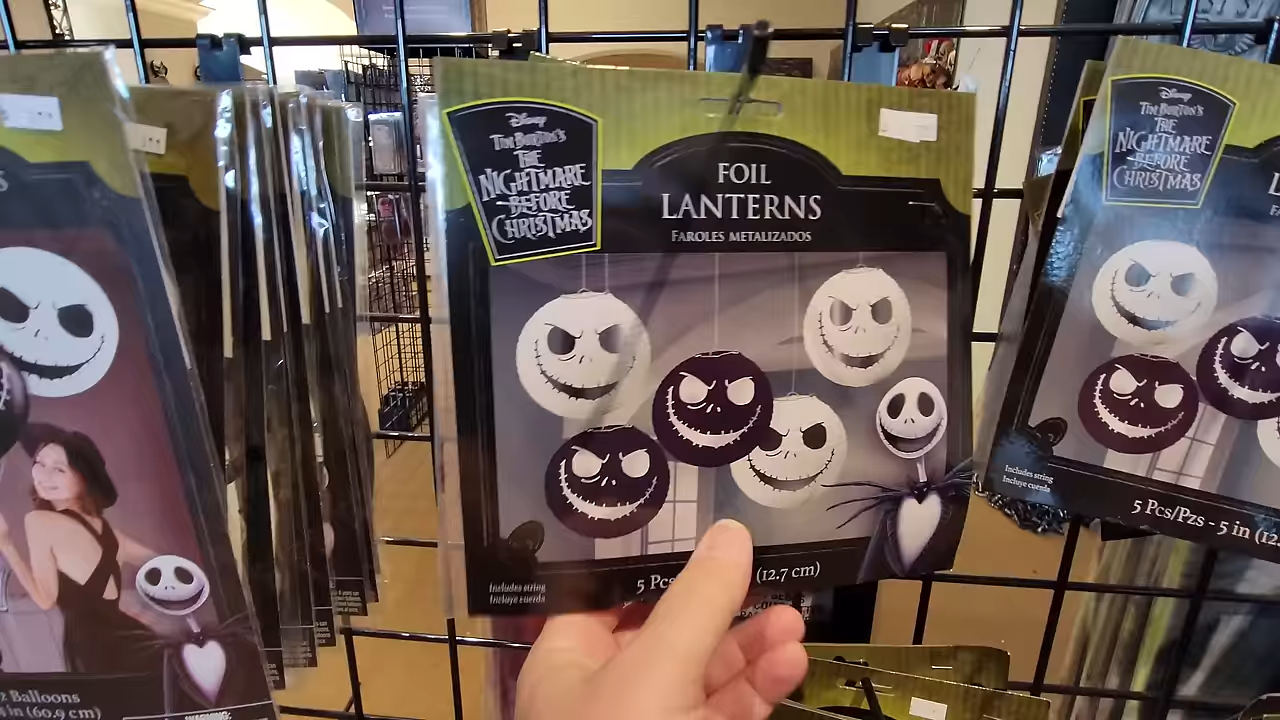 Disney
TIM BURTON'S
THE
NIGHTMARE
BEFORE
CHRISTMAS
FOIL
LANTERNS
FAROLES METALIZADOS
Includes string
Incluye cuerda
5 Pcs
(12.7 cm)
Disney
TIM BURTON'S
THE
NIGHTMARE
BEFORE
CHRISTMAS
Includes string
Incluye cuerda
5 Pcs/Pzs - 5 in (12.
Balloons
in (60.9 cm)
WARNING: